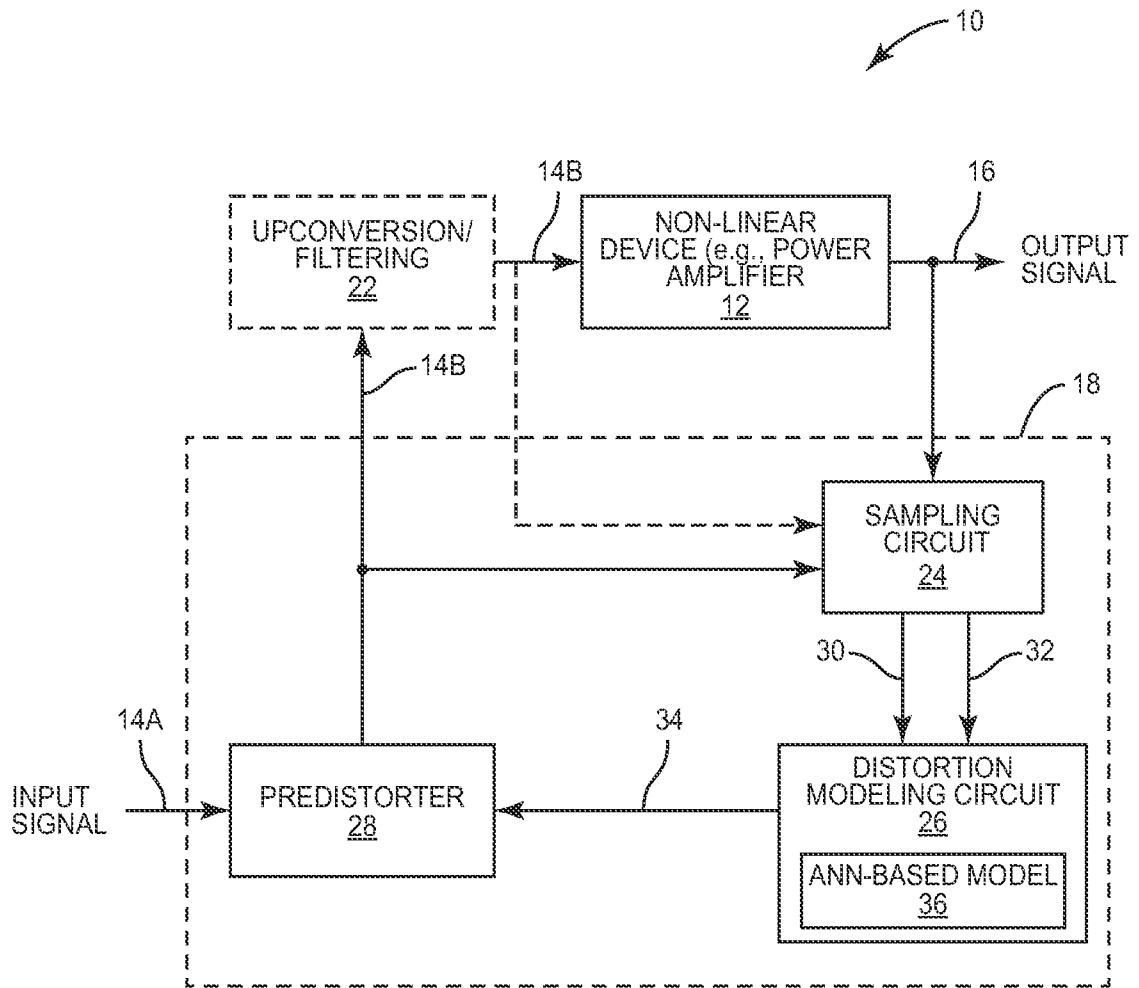 10
14B
16
UPCONVERSION/
FILTERING
22
NON-LINEAR
DEVICE (e.g., POWER
AMPLIFIER
12
OUTPUT
SIGNAL
14B
18
SAMPLING
CIRCUIT
24
30
32
14A
34
INPUT
SIGNAL
PREDISTORTER
28
DISTORTION
MODELING CIRCUIT
26
ANN-BASED MODEL
36